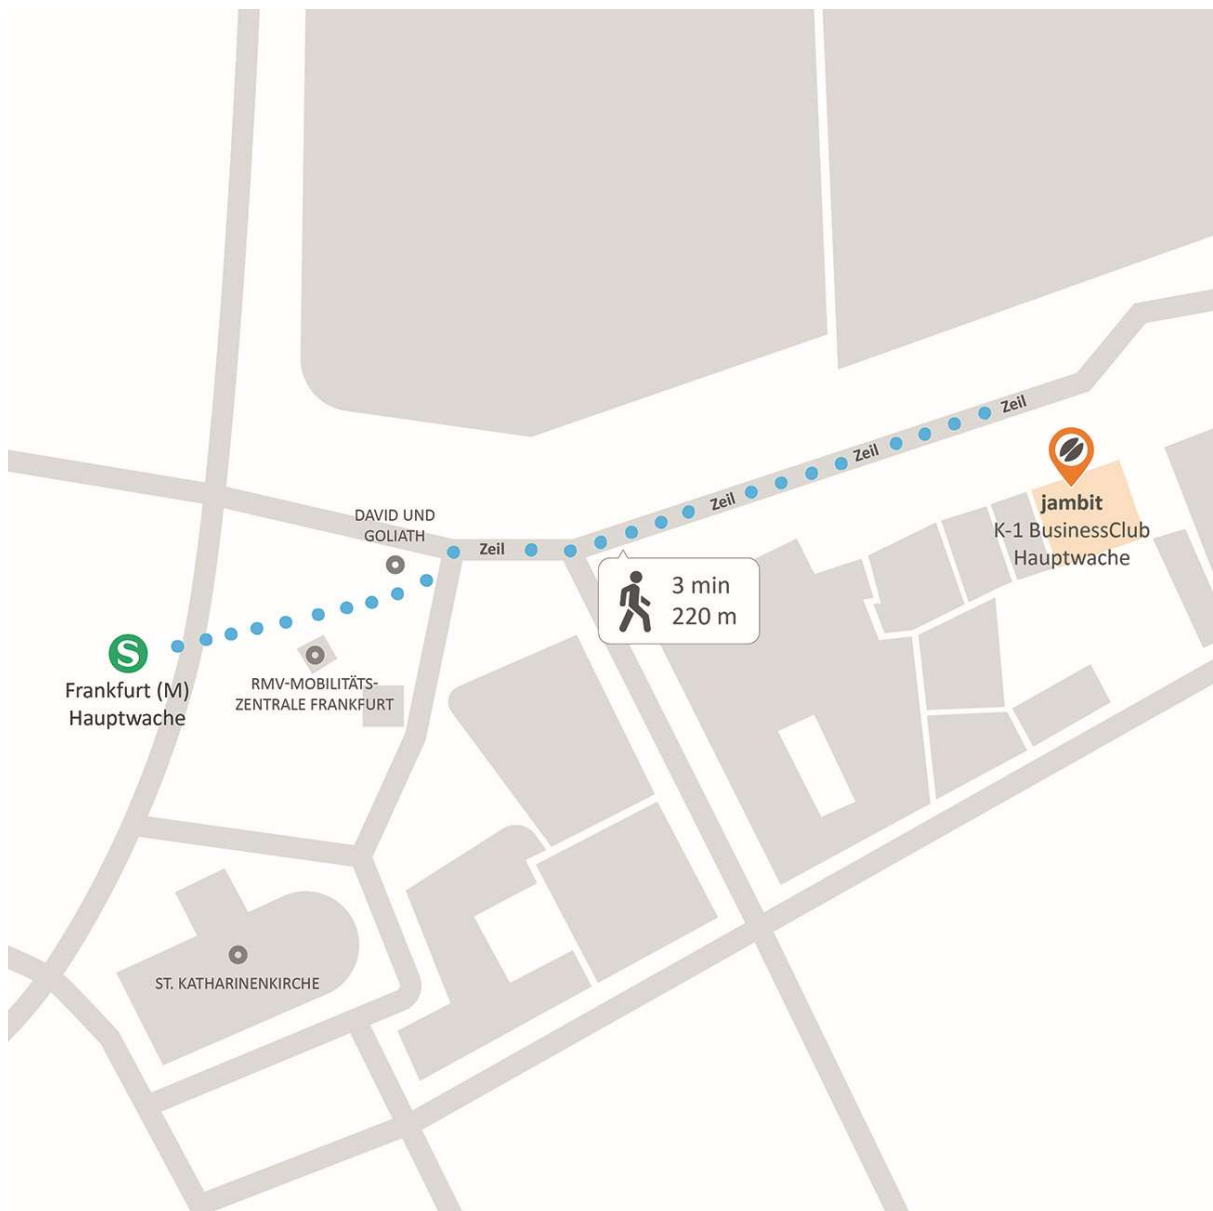 Zeil
Zeil
Zeil
jambit
K-1 BusinessClub
Hauptwache
DAVID UND
GOLIATH
Zeil
3 min
220 m
S
Frankfurt (M)
Hauptwache
RMV-MOBILITÄTS-
ZENTRALE FRANKFURT
ST. KATHARINENKIRCHE